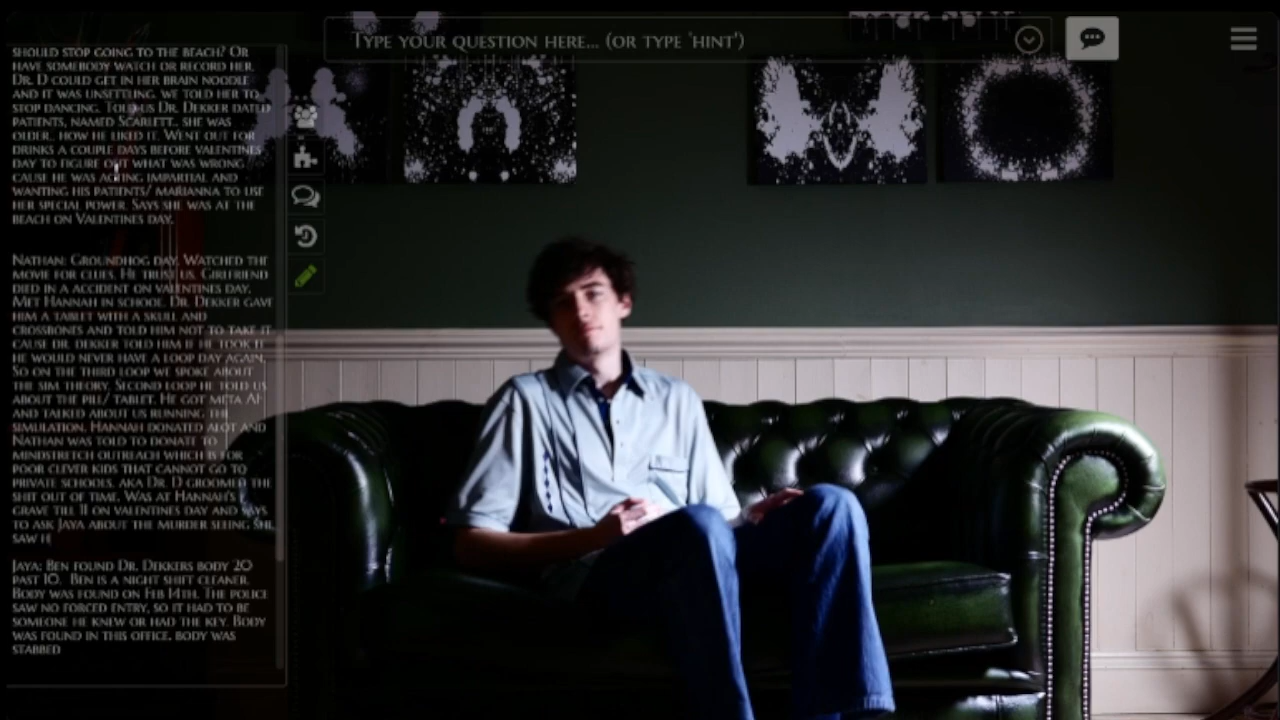 Type your question here... (or type 'hint')
should stop going to the beach? Or
have somebody watch or record her.
Dr. D could get in her brain noodle
and it was unsettling. we told her to
stop dancing. Told us Dr. Dekker dated
patients, named Scarlett.. she was
older.. how he liked it. Went out for
drinks a couple days before valentines
day to figure out what was wrong
cause he was acting impartial and
wanting his patients/ marianna to use
her special power. Says she was at the
beach on Valentines day.
Nathan: Groundhog day. Watched the
movie for clues. He trust us. Girlfriend
died in a accident on valentines day.
Met Hannah in school. Dr. Dekker gave
him a tablet with a skull and
crossbones and told him not to take it
cause dr. dekker told him if he took it
he would never have a loop day again.
So on the third loop we spoke about
the sim theory. Second loop he told us
about the pill/ tablet. He got meta AF
and talked about us running the
simulation. Hannah donated alot and
Nathan was told to donate to
Mindstretch outreach which is for
poor clever kids that cannot go to
private schools. aka Dr. D groomed the
shit out of time. Was at Hannah's
grave till 11 on valentines day and says
to ask Jaya about the murder seeing she
saw h
Jaya: Ben found Dr. Dekkers body 20
past 10. Ben is a night shift cleaner.
Body was found on Feb 14th. The police
saw no forced entry, so it had to be
someone he knew or had the key. Body
was found in this office. body was
stabbed